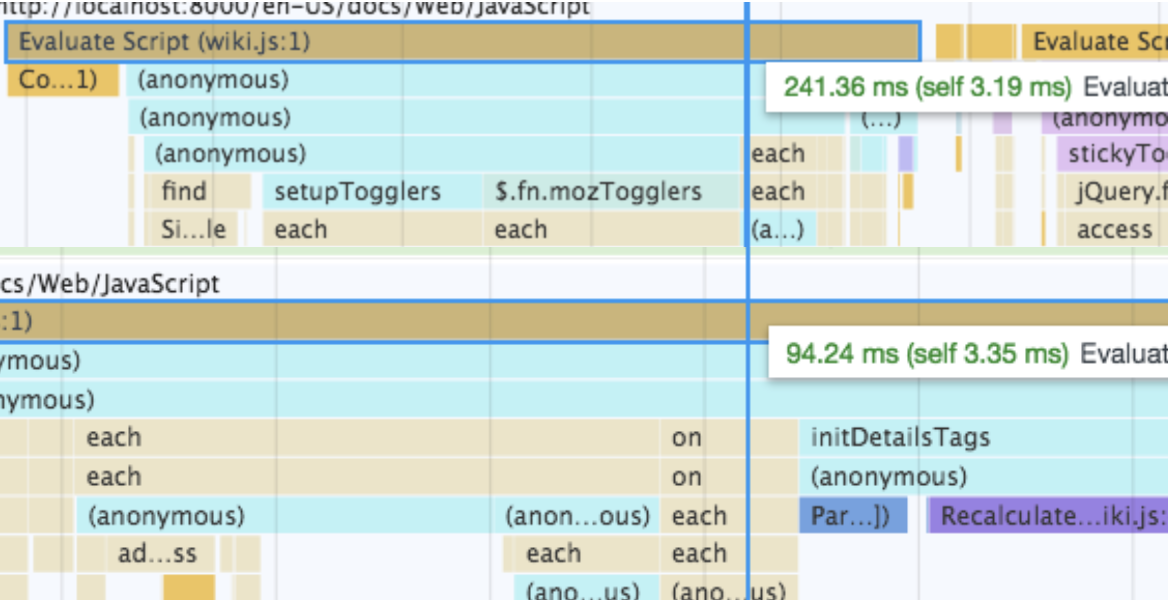 http://localhost:8000/en-US/docs/Web/JavaScript
Evaluate Script (wiki.js:1) Evaluate Scr
Co...1) (anonymous)
241.36 ms (self 3.19 ms) Evaluat
(anonymous) (...) (anonymo
(anonymous) each stickyTo
find setupTogglers $.fn.mozTogglers each jQuery.f
Si...le each each (a...) access
cs/Web/JavaScript
:1)
94.24 ms (self 3.35 ms) Evaluat
ymous)
nymous)
each on initDetailsTags
each on (anonymous)
(anonymous) (anon...ous) each Par...]) Recalculate...iki.js:
ad...ss each each
(ano...us) (ano...us)